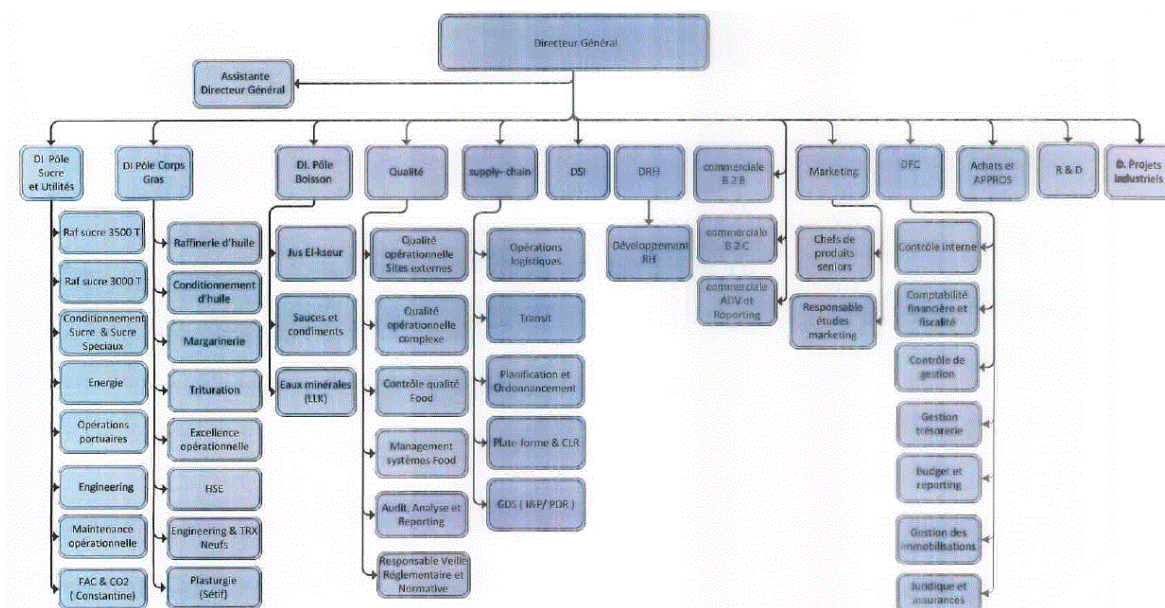 Directeur Général
Assistante
Directeur Général
DI. Pôle
Sucre
et Utilités
DI Pôle Corps
Gras
DI. Pôle
Boisson
Qualité
supply- chain
DSI
DRH
commerciale
B 2 B
Marketing
DFC
Achats et
APPROS
R & D
D. Projets
Industriels
Raf sucre 3500 T
Raf sucre 3000 T
Conditionnement
Sucre & Sucre
Speciaux
Energie
Opérations
portuaires
Engineering
Maintenance
opérationnelle
FAC & CO2
( Constantine)
Raffinerie d'huile
Conditionnement
d'huile
Margarinerie
Trituration
Excellence
opérationnelle
HSE
Engineering & TRX
Neufs
Plasturgie
(Sétif)
Jus El-kseur
Sauces et
condiments
Eaux minérales
(LLK)
Qualité
opérationnelle
Sites externes
Qualité
opérationnelle
complexe
Contrôle qualité
Food
Management
systèmes Food
Audit, Analyse et
Reporting
Responsable Veille
Réglementaire et
Normative
Opérations
logistiques
Transit
Planification et
Ordonnancement
Plate-forme & CLR
GDS ( I&P/ PDR )
Développemant
RH
commerciale
B 2 C
commerciale
ADV et
Reporting
Chefs de
produits
seniors
Responsable
études
marketing
Contrôle interne
Comptabilité
financière et
fiscalité
Contrôle de
gestion
Gestion
trésorerie
Budget et
reporting
Gestion des
immobilisations
Juridique et
assurances